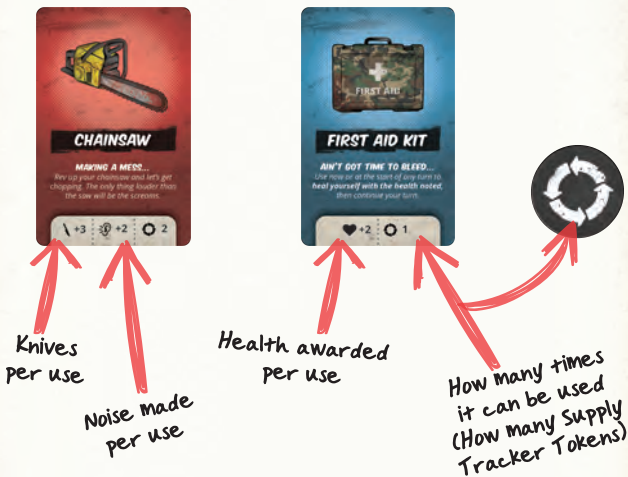 CHAINSAW
MAKING A MESS...
Rev up your chainsaw and let's get
chopping. The only thing louder than
the saw will be the screams.
+3 +2 2
Knives
per use
Noise made
per use
FIRST AID
FIRST AID KIT
AIN'T GOT TIME TO BLEED...
Use now or at the start of any turn to
heal yourself with the health noted,
then continue your turn.
+2 1
Health awarded
per use
How many times
it can be used
(How many Supply
Tracker Tokens)